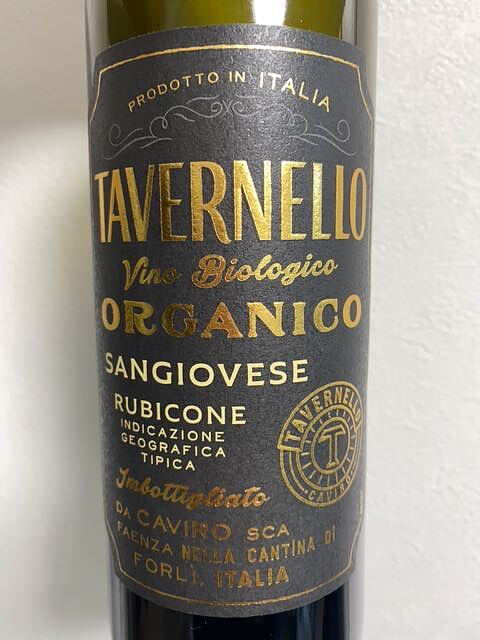 PRODOTTO IN ITALIA
TAVERNELLO
Vino Biologico
ORGANICO
SANGIOVESE
RUBICONE
INDICAZIONE
GEOGRAFICA
TIPICA
TAVERNELLO
T
CAVIRO
Imbottigliato
DA CAVIRO SCA
FAENZA NELLA CANTINA DI
FORLÌ, ITALIA